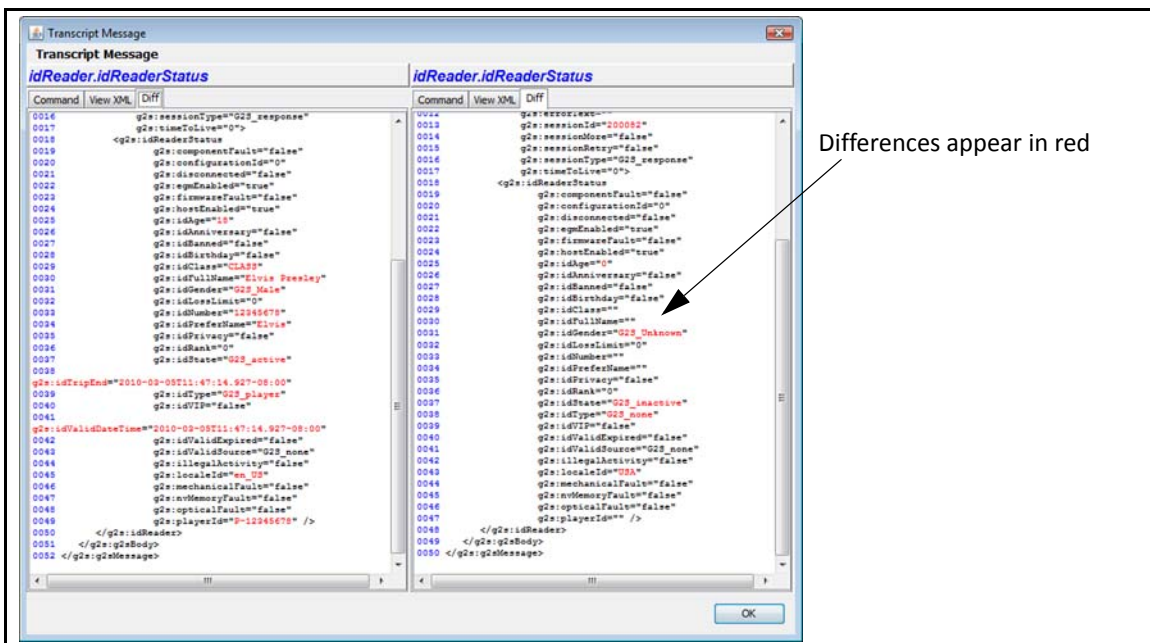 Transcript Message
Transcript Message
idReader.idReaderStatus
Command View XML Diff
0016 g2s:sessionType="G2S_response"
0017 g2s:timeToLive="0">
0018 <g2s:idReaderStatus
0019 g2s:componentFault="false"
0020 g2s:configurationId="0"
0021 g2s:disconnected="false"
0022 g2s:egmEnabled="true"
0023 g2s:firmwareFault="false"
0024 g2s:hostEnabled="true"
0025 g2s:idAge="18"
0026 g2s:idAnniversary="false"
0027 g2s:idBanned="false"
0028 g2s:idBirthday="false"
0029 g2s:idClass="CLASS"
0030 g2s:idFullName="Elvis Presley"
0031 g2s:idGender="G2S_Male"
0032 g2s:idLossLimit="0"
0033 g2s:idNumber="12345678"
0034 g2s:idPreferName="Elvis"
0035 g2s:idPrivacy="false"
0036 g2s:idRank="0"
0037 g2s:idState="G2S_active"
0038
g2s:idTripEnd="2010-03-05T11:47:14.927-08:00"
0039 g2s:idType="G2S_player"
0040 g2s:idVIP="false"
0041
g2s:idValidDateTime="2010-03-05T11:47:14.927-08:00"
0042 g2s:idValidExpired="false"
0043 g2s:idValidSource="G2S_none"
0044 g2s:illegalActivity="false"
0045 g2s:localeId="en_US"
0046 g2s:mechanicalFault="false"
0047 g2s:nvMemoryFault="false"
0048 g2s:opticalFault="false"
0049 g2s:playerId="P-12345678" />
0050 </g2s:idReader>
0051 </g2s:g2sBody>
0052 </g2s:g2sMessage>
idReader.idReaderStatus
Command View XML Diff
0012 g2s:errorText=""
0013 g2s:sessionId="200082"
0014 g2s:sessionMore="false"
0015 g2s:sessionRetry="false"
0016 g2s:sessionType="G2S_response"
0017 g2s:timeToLive="0">
0018 <g2s:idReaderStatus
0019 g2s:componentFault="false"
0020 g2s:configurationId="0"
0021 g2s:disconnected="false"
0022 g2s:egmEnabled="true"
0023 g2s:firmwareFault="false"
0024 g2s:hostEnabled="true"
0025 g2s:idAge="0"
0026 g2s:idAnniversary="false"
0027 g2s:idBanned="false"
0028 g2s:idBirthday="false"
0029 g2s:idClass=""
0030 g2s:idFullName=""
0031 g2s:idGender="G2S_Unknown"
0032 g2s:idLossLimit="0"
0033 g2s:idNumber=""
0034 g2s:idPreferName=""
0035 g2s:idPrivacy="false"
0036 g2s:idRank="0"
0037 g2s:idState="G2S_inactive"
0038 g2s:idType="G2S_none"
0039 g2s:idVIP="false"
0040 g2s:idValidExpired="false"
0041 g2s:idValidSource="G2S_none"
0042 g2s:illegalActivity="false"
0043 g2s:localeId="USA"
0044 g2s:mechanicalFault="false"
0045 g2s:nvMemoryFault="false"
0046 g2s:opticalFault="false"
0047 g2s:playerId="" />
0048 </g2s:idReader>
0049 </g2s:g2sBody>
0050 </g2s:g2sMessage>
Differences appear in red
OK